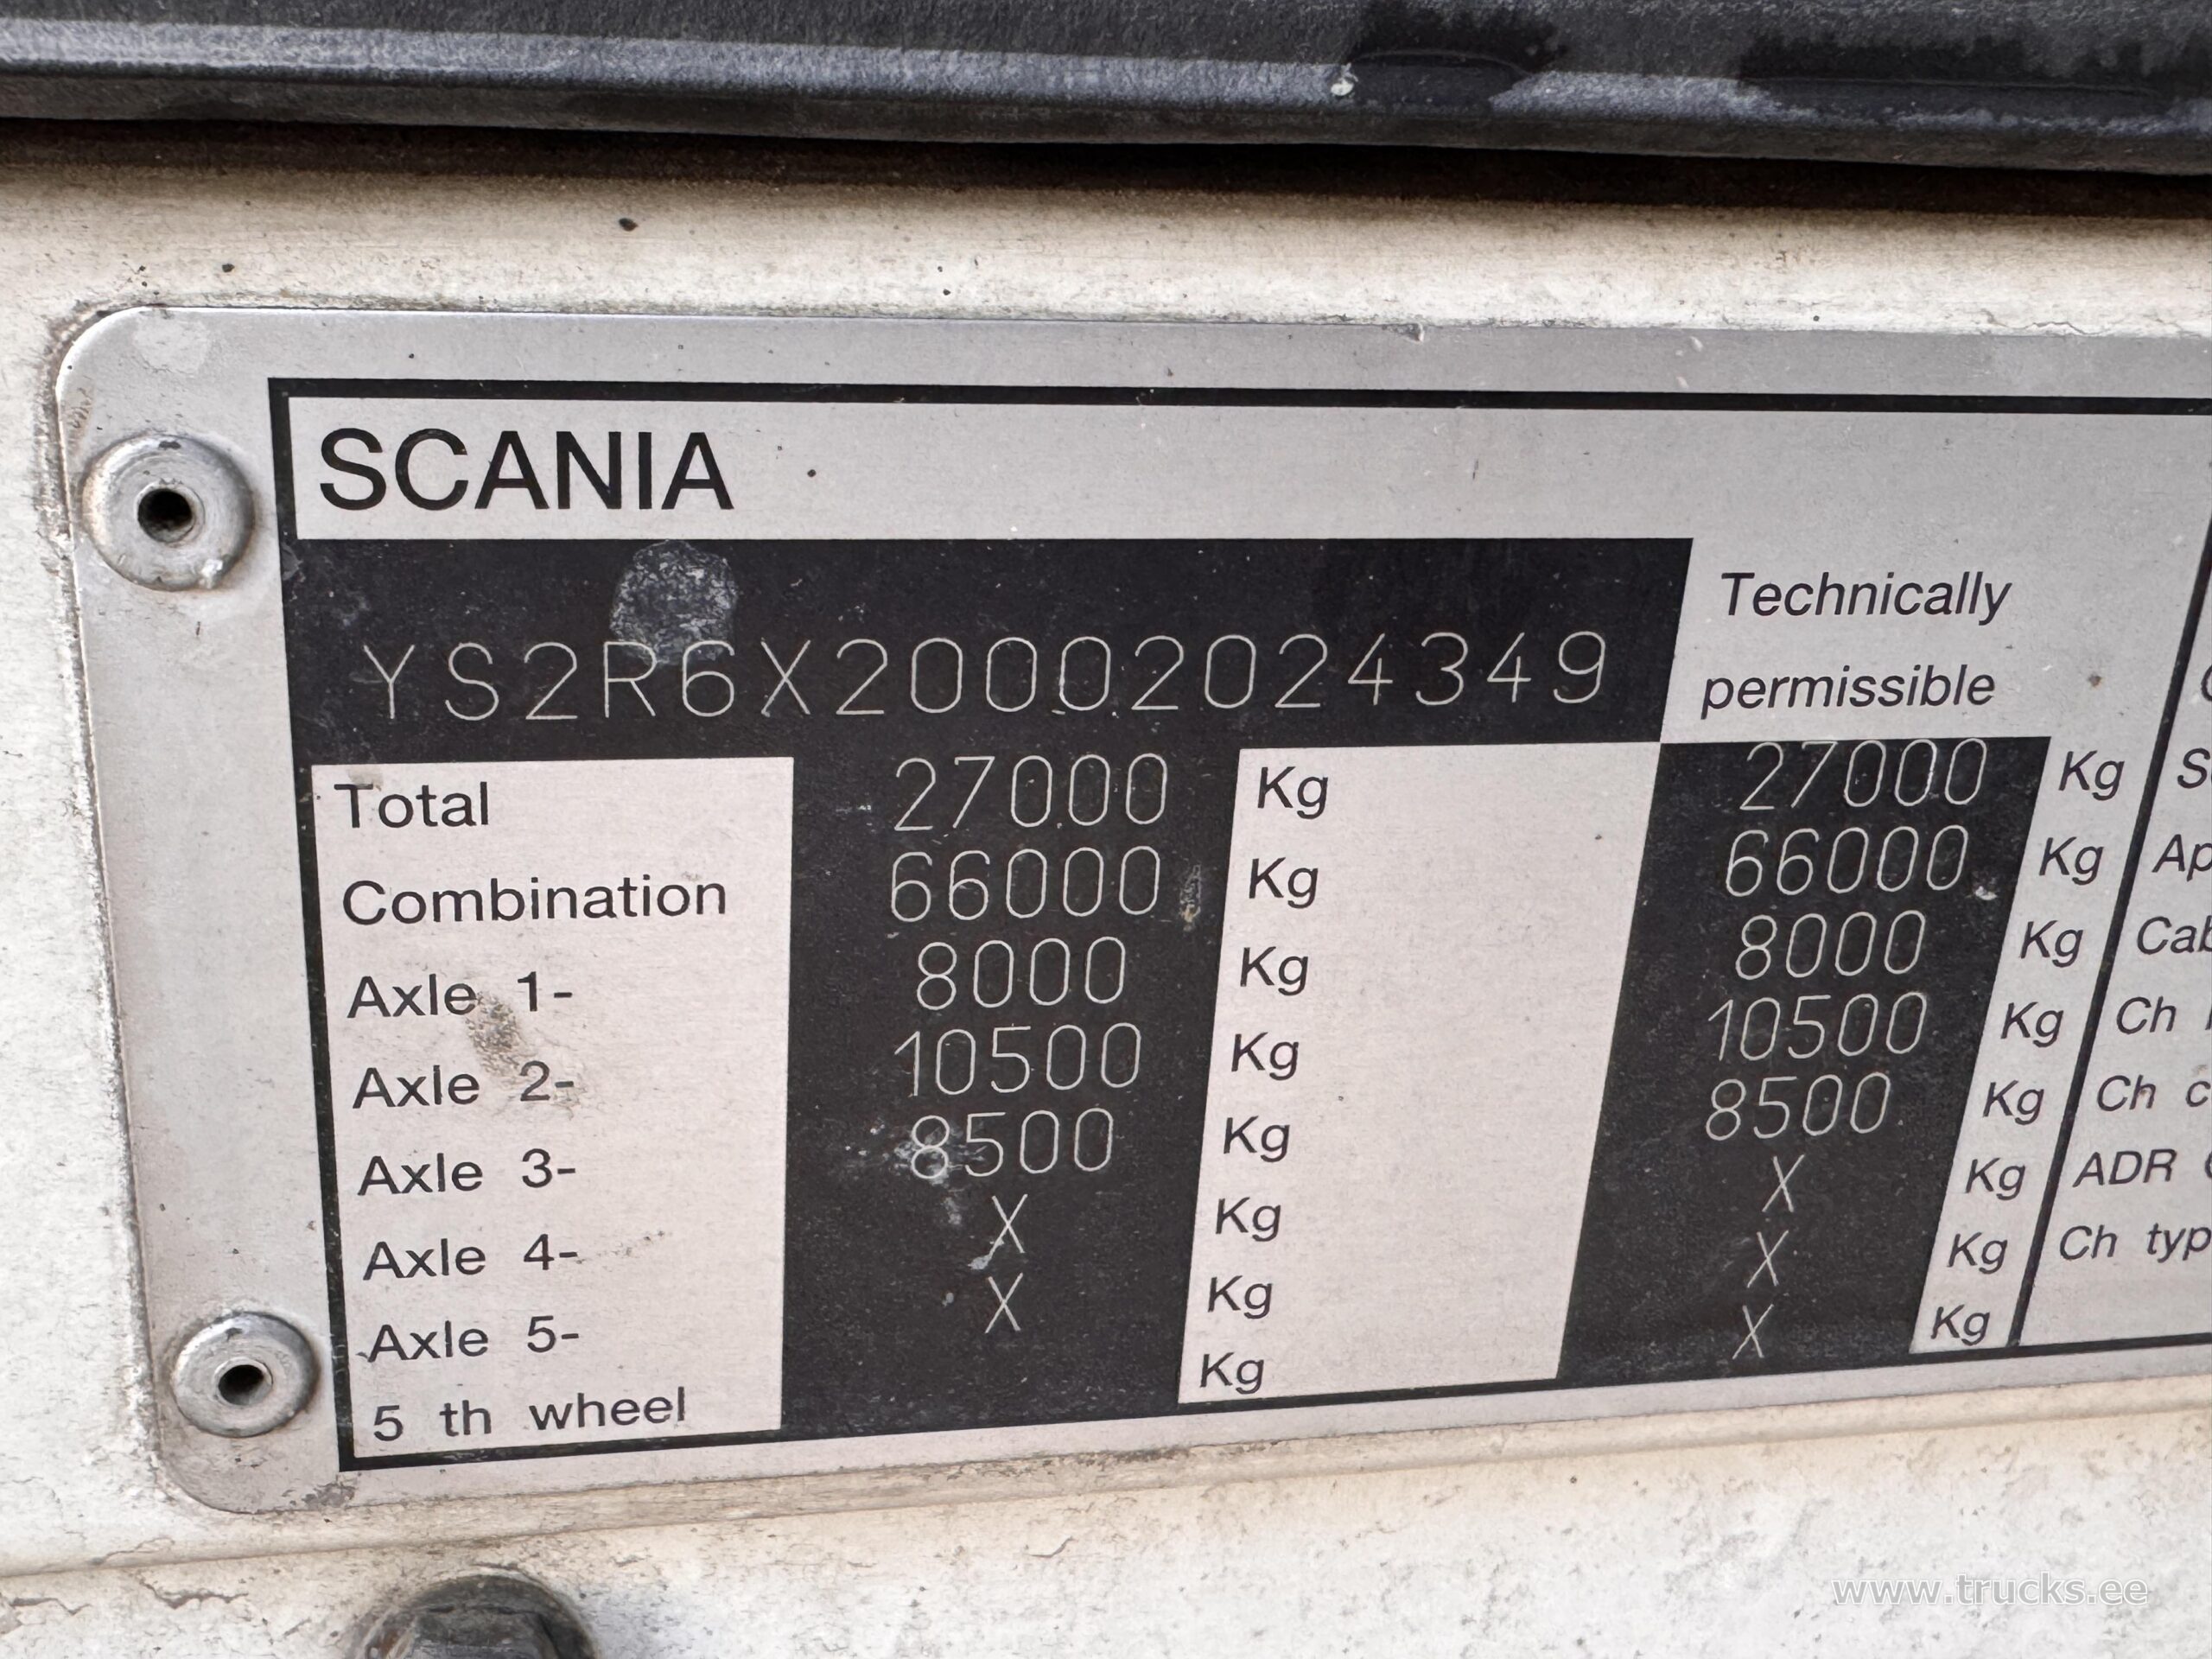 SCANIA
YS2R6X20002024349
Technically
permissible
Total 27000 Kg 27000 Kg S
Combination 66000 Kg 66000 Kg Ap
Axle 1- 8000 Kg 8000 Kg Cab
Axle 2- 10500 Kg 10500 Kg Ch
Axle 3- 8500 Kg 8500 Kg Ch c
Axle 4- X Kg X Kg ADR
Axle 5- X Kg X Kg Ch typ
5 th wheel Kg X Kg
www.trucks.ee